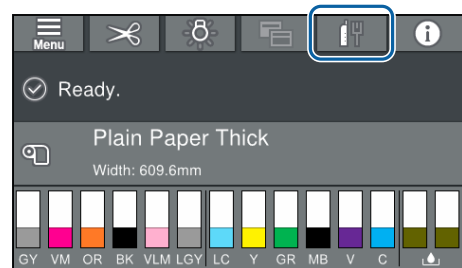 Menu
i
Ready.
Plain Paper Thick
Width: 609.6mm
GY VM OR BK VLM LGY LC Y GR MB V C